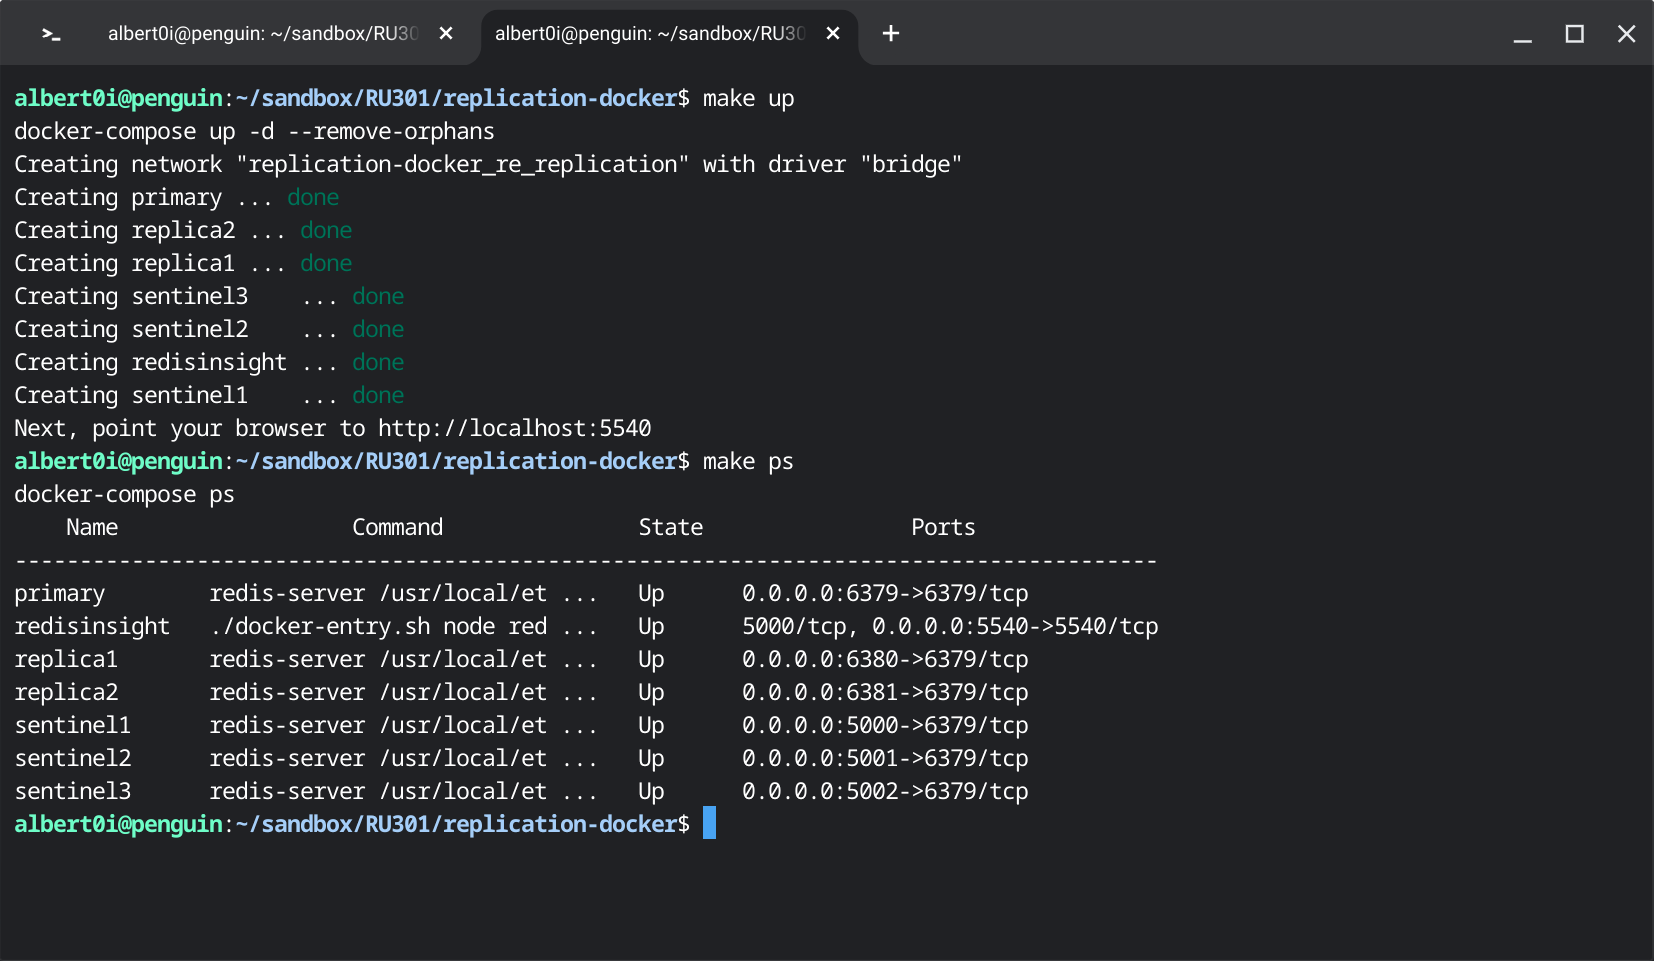 >_ albert0i@penguin: ~/sandbox/RU30 × albert0i@penguin: ~/sandbox/RU30 × +
albert0i@penguin:~/sandbox/RU301/replication-docker$ make up
docker-compose up -d --remove-orphans
Creating network "replication-docker_re_replication" with driver "bridge"
Creating primary ... done
Creating replica2 ... done
Creating replica1 ... done
Creating sentinel3    ... done
Creating sentinel2    ... done
Creating redisinsight ... done
Creating sentinel1    ... done
Next, point your browser to http://localhost:5540
albert0i@penguin:~/sandbox/RU301/replication-docker$ make ps
docker-compose ps
    Name                  Command               State                Ports
----------------------------------------------------------------------------------------
primary        redis-server /usr/local/et ...   Up      0.0.0.0:6379->6379/tcp
redisinsight   ./docker-entry.sh node red ...   Up      5000/tcp, 0.0.0.0:5540->5540/tcp
replica1       redis-server /usr/local/et ...   Up      0.0.0.0:6380->6379/tcp
replica2       redis-server /usr/local/et ...   Up      0.0.0.0:6381->6379/tcp
sentinel1      redis-server /usr/local/et ...   Up      0.0.0.0:5000->6379/tcp
sentinel2      redis-server /usr/local/et ...   Up      0.0.0.0:5001->6379/tcp
sentinel3      redis-server /usr/local/et ...   Up      0.0.0.0:5002->6379/tcp
albert0i@penguin:~/sandbox/RU301/replication-docker$